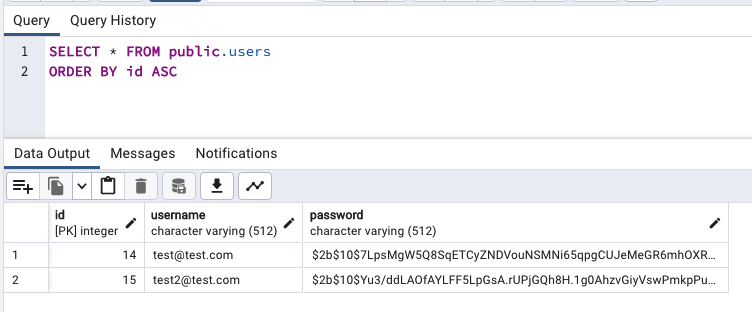 Query Query History
1 SELECT * FROM public.users
2 ORDER BY id ASC
Data Output Messages Notifications
id username password
[PK] integer character varying (512) character varying (512)
1 14 test@test.com $2b$10$7LpsMgW5Q8SqETCyZNDVouNSMNi65qpgCUJeMeGR6mhOXR...
2 15 test2@test.com $2b$10$Yu3/ddLAOfAYLFF5LpGsA.rUPjGQh8H.1g0AhzvGiyVswPmkpPu...